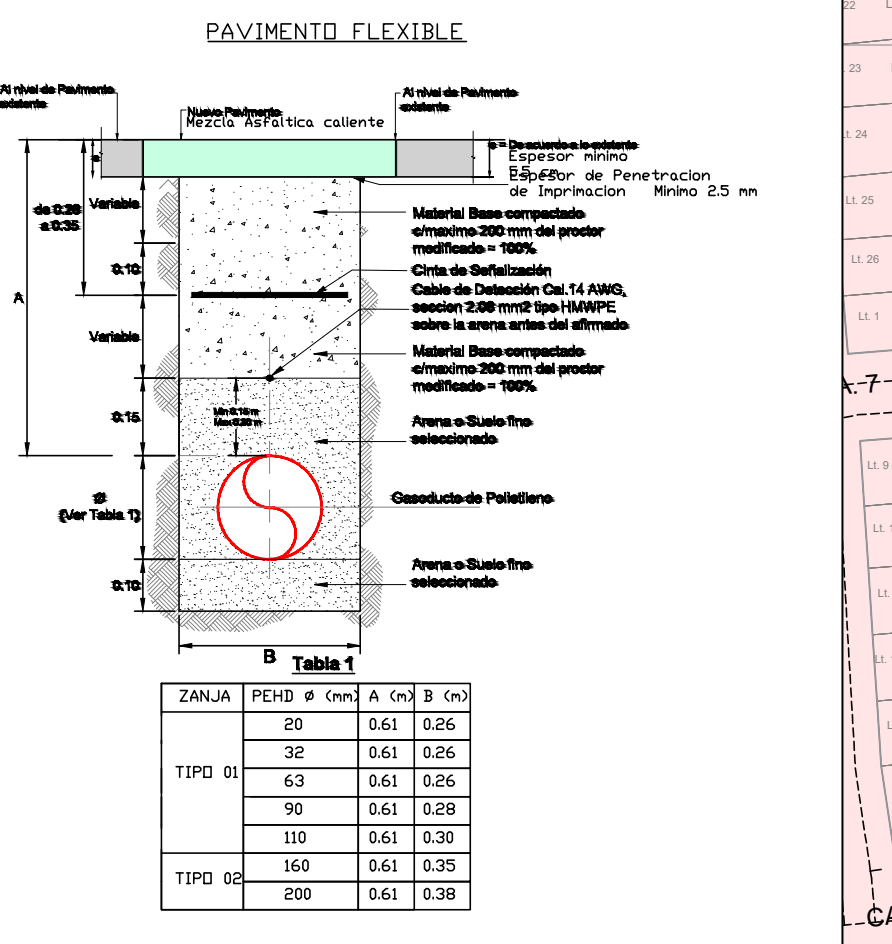 PAVIMENTO FLEXIBLE
Al nivel de Pavimento
existente
Nuevo Pavimento
Mezcla Asfaltica caliente
Al nivel de Pavimento
existente
e = De acuerdo a lo existente
Espesor minimo
5.5 cm
Espesor de Penetracion
de Imprimacion Minimo 2.5 mm
e
e
Variable
de 0.28
a 0.35
0.10
A
Variable
0.15
Min 0.15 m
Max 0.20 m
Ø
(Ver Tabla 1)
0.10
Material Base compactado
c/maximo 200 mm del proctor
modificado = 100%
Cinta de Señalización
Cable de Detección Cal.14 AWG,
seccion 2.08 mm2 tipo HMWPE
sobre la arena antes del afirmado
Material Base compactado
c/maximo 200 mm del proctor
modificado = 100%
Arena o Suelo fino
seleccionado
Gasoducto de Polietileno
Arena o Suelo fino
seleccionado
B
Tabla 1
ZANJA PEHD Ø (mm) A (m) B (m)
TIPO 01
20 0.61 0.26
32 0.61 0.26
63 0.61 0.26
90 0.61 0.28
110 0.61 0.30
TIPO 02
160 0.61 0.35
200 0.61 0.38
22
23
Lt. 24
Lt. 25
Lt. 26
Lt. 1
A. 7
Lt. 9
Lt. 1
Lt.
Lt.
L
CA